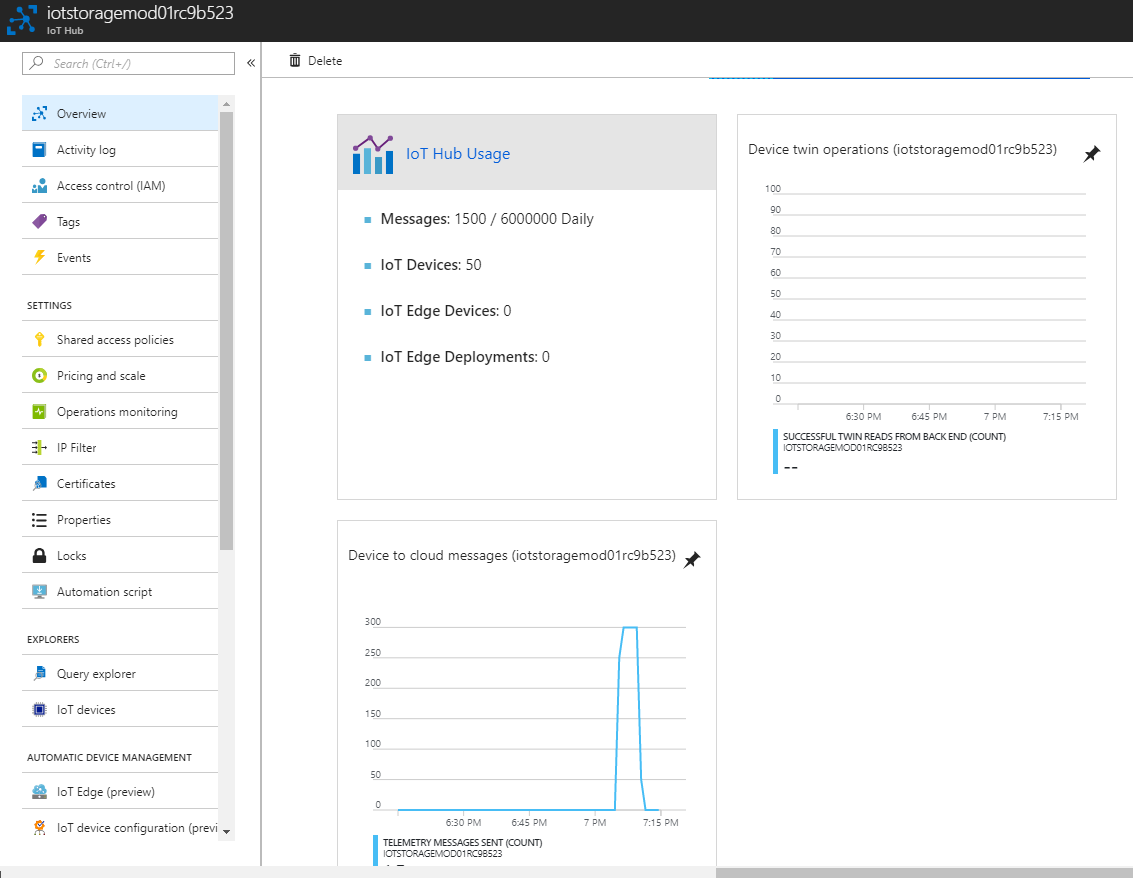 iotstoragemod01rc9b523
IoT Hub
Search (Ctrl+/)
«
Delete
Overview
Activity log
Access control (IAM)
Tags
Events
SETTINGS
Shared access policies
Pricing and scale
Operations monitoring
IP Filter
Certificates
Properties
Locks
Automation script
EXPLORERS
Query explorer
IoT devices
AUTOMATIC DEVICE MANAGEMENT
IoT Edge (preview)
IoT device configuration (previ
IoT Hub Usage
Messages: 1500 / 6000000 Daily
IoT Devices: 50
IoT Edge Devices: 0
IoT Edge Deployments: 0
Device twin operations (iotstoragemod01rc9b523)
100
90
80
70
60
50
40
30
20
10
0
6:30 PM 6:45 PM 7 PM 7:15 PM
SUCCESSFUL TWIN READS FROM BACK END (COUNT)
IOTSTORAGEMOD01RC9B523
--
Device to cloud messages (iotstoragemod01rc9b523)
300
250
200
150
100
50
0
6:30 PM 6:45 PM 7 PM 7:15 PM
TELEMETRY MESSAGES SENT (COUNT)
IOTSTORAGEMOD01RC9B523